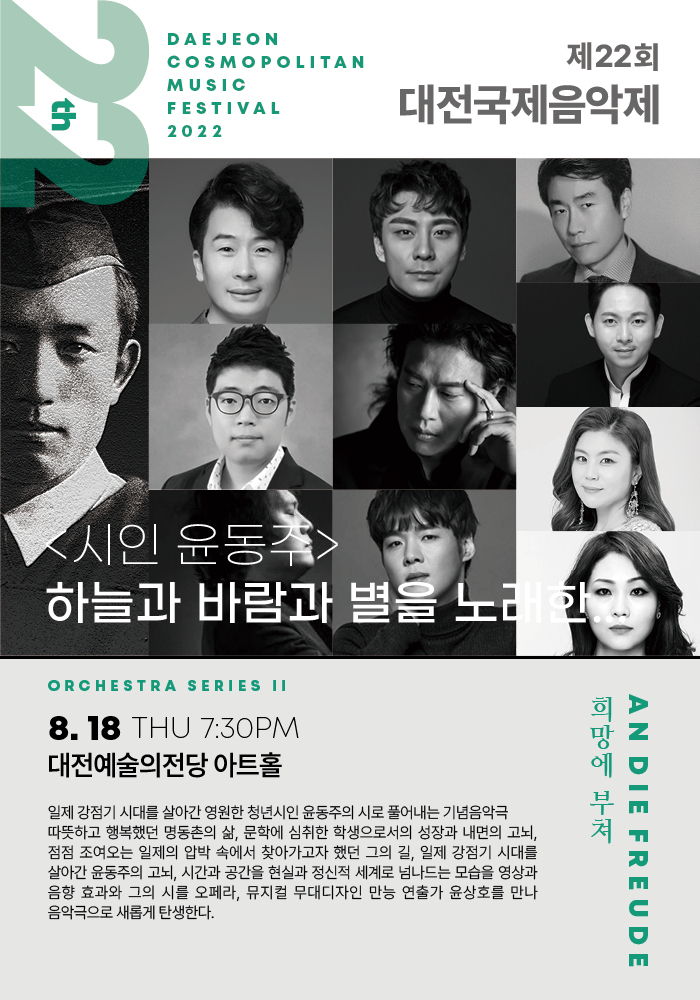 22
th
DAEJEON
COSMOPOLITAN
MUSIC
FESTIVAL
2022
제22회
대전국제음악제
<시인 윤동주>
하늘과 바람과 별을 노래한...
ORCHESTRA SERIES II
8. 18 THU 7:30PM
대전예술의전당 아트홀
일제 강점기 시대를 살아간 영원한 청년시인 윤동주의 시로 풀어내는 기념음악극
따뜻하고 행복했던 명동촌의 삶, 문학에 심취한 학생으로서의 성장과 내면의 고뇌,
점점 조여오는 일제의 압박 속에서 찾아가고자 했던 그의 길, 일제 강점기 시대를
살아간 윤동주의 고뇌, 시간과 공간을 현실과 정신적 세계로 넘나드는 모습을 영상과
음향 효과와 그의 시를 오페라, 뮤지컬 무대디자인 만능 연출가 윤상호를 만나
음악극으로 새롭게 탄생한다.
희망에 부쳐
AN DIE FREUDE